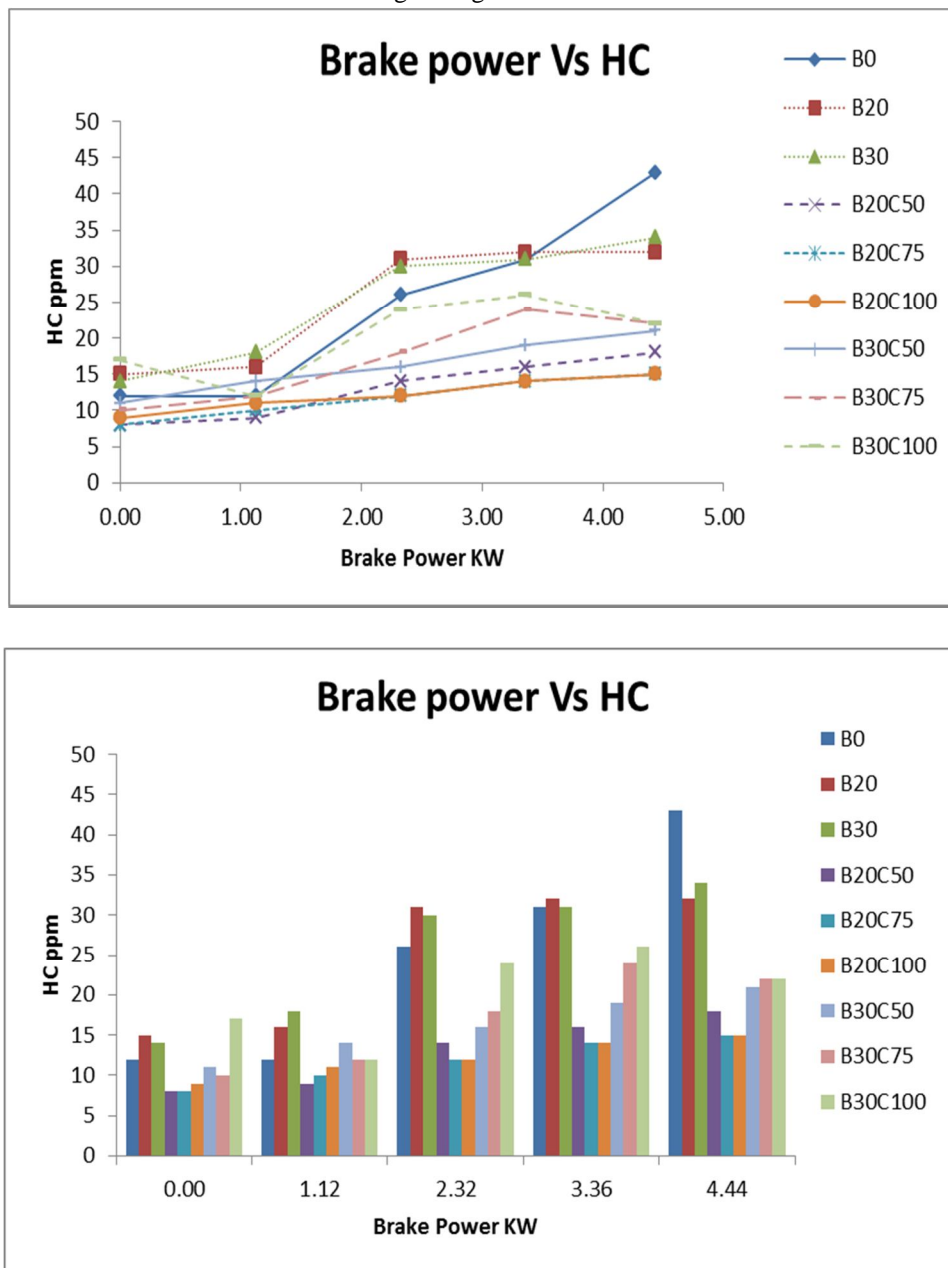 Brake power Vs HC
HC ppm
50
45
40
35
30
25
20
15
10
5
0
0.00 1.00 2.00 3.00 4.00 5.00
Brake Power KW
B0
B20
B30
B20C50
B20C75
B20C100
B30C50
B30C75
B30C100
Brake power Vs HC
HC ppm
50
45
40
35
30
25
20
15
10
5
0
0.00 1.12 2.32 3.36 4.44
Brake Power KW
B0
B20
B30
B20C50
B20C75
B20C100
B30C50
B30C75
B30C100